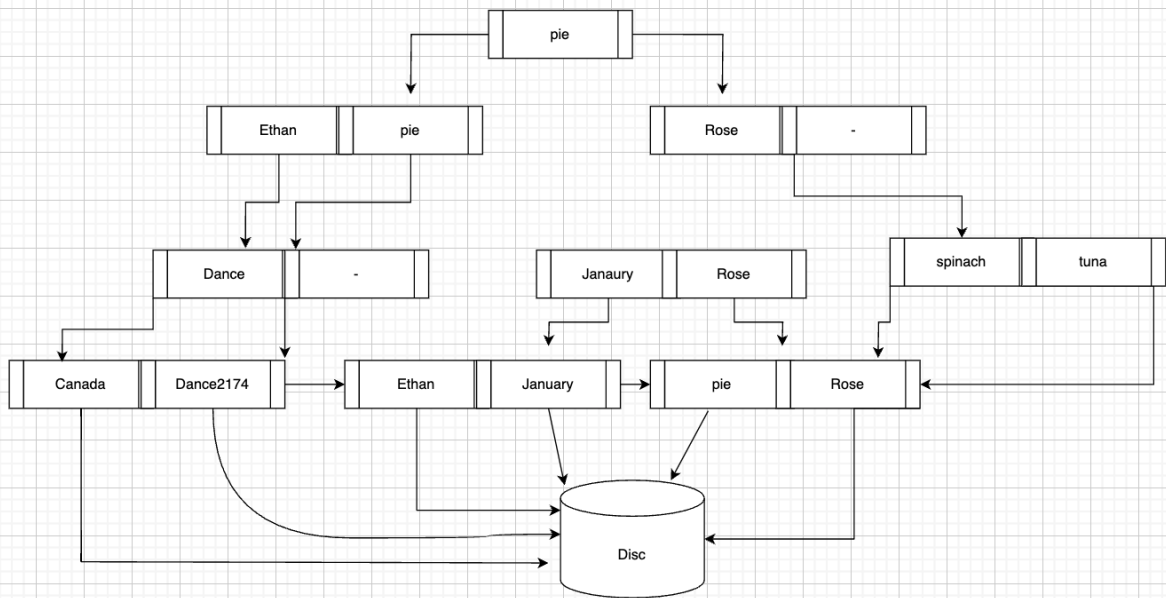 pie
Ethan
pie
Rose
-
Dance
-
Janaury
Rose
spinach
tuna
Canada
Dance2174
Ethan
January
pie
Rose
Disc